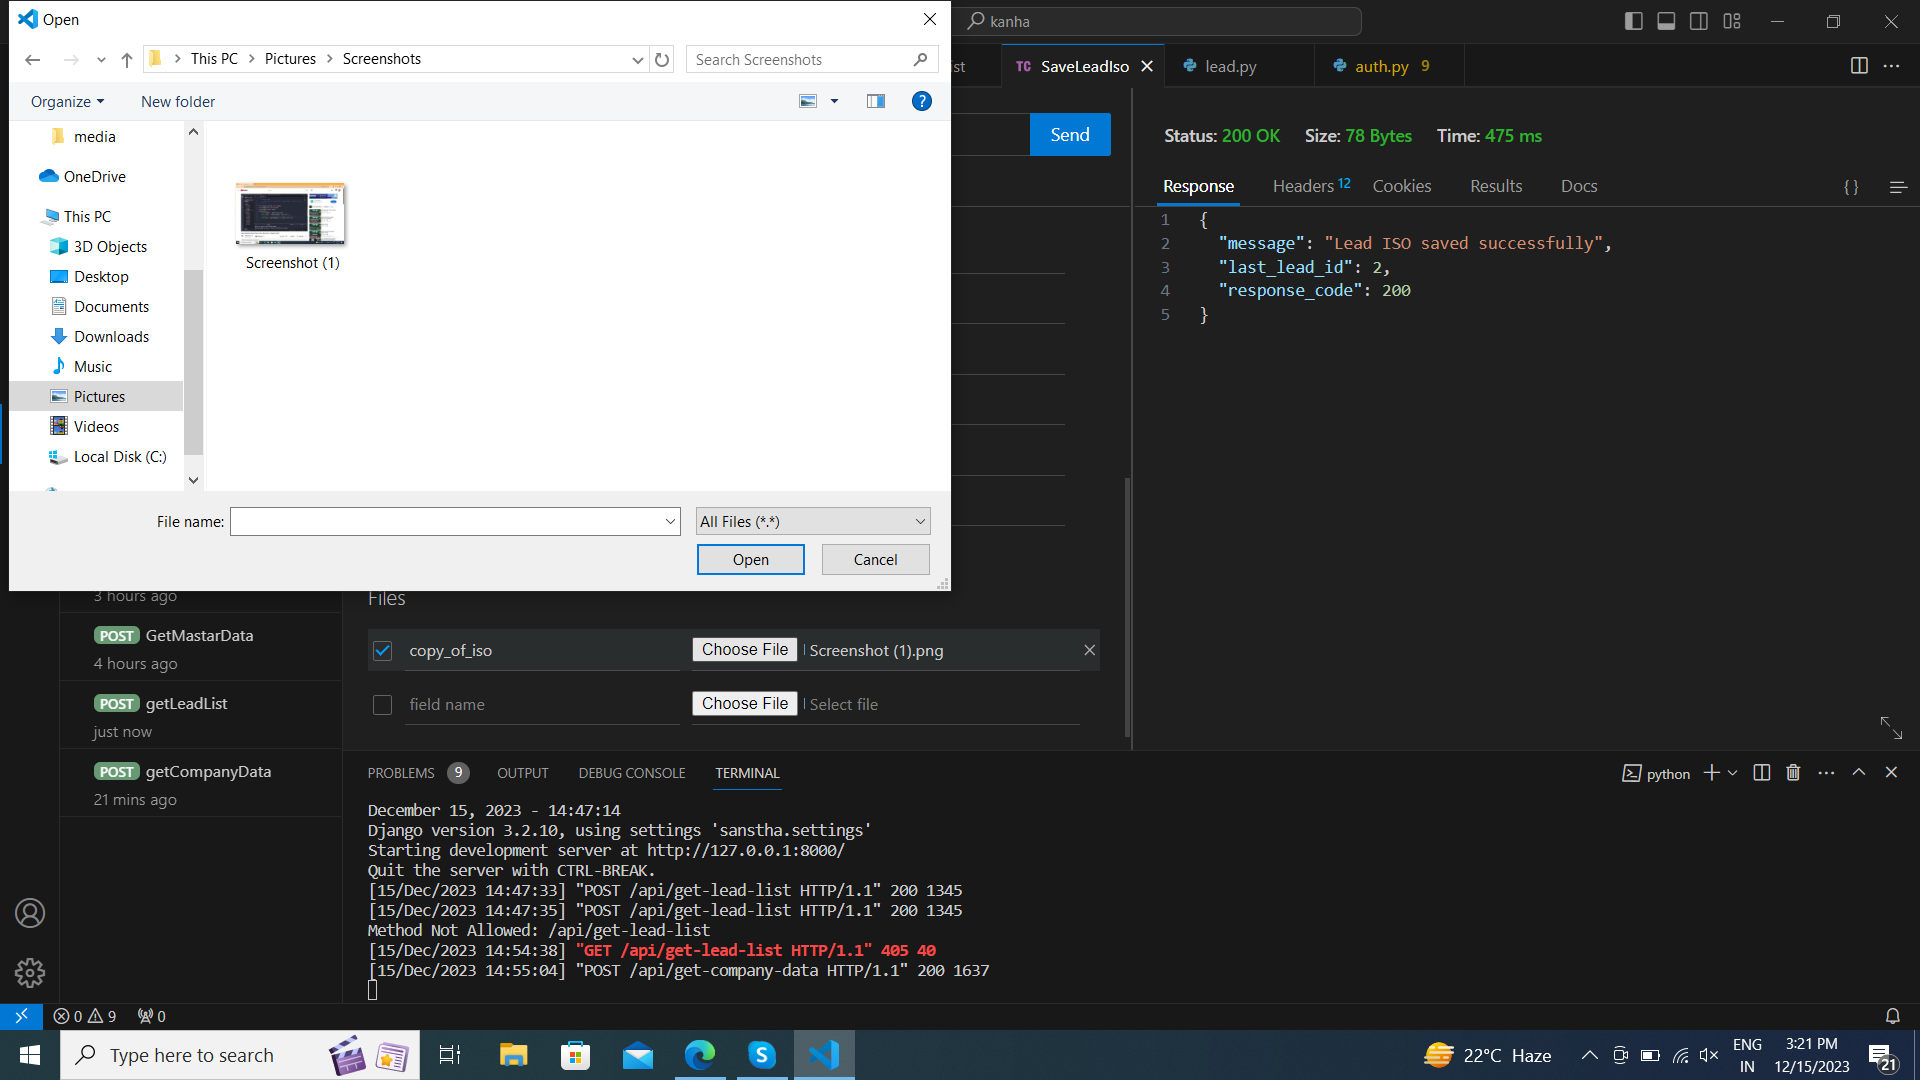 Open
This PC > Pictures > Screenshots
Search Screenshots
Organize
New folder
media
OneDrive
This PC
3D Objects
Desktop
Documents
Downloads
Music
Pictures
Videos
Local Disk (C:)
Screenshot (1)
File name:
All Files (*.*)
Open
Cancel
kanha
ist
TC SaveLeadIso
lead.py
auth.py 9
Send
Status: 200 OK Size: 78 Bytes Time: 475 ms
Response Headers 12 Cookies Results Docs
{ }
1 {
2 "message": "Lead ISO saved successfully",
3 "last_lead_id": 2,
4 "response_code": 200
5 }
3 hours ago
POST GetMastarData
4 hours ago
POST getLeadList
just now
POST getCompanyData
21 mins ago
Files
copy_of_iso Choose File Screenshot (1).png
field name Choose File Select file
PROBLEMS 9 OUTPUT DEBUG CONSOLE TERMINAL
python
December 15, 2023 - 14:47:14
Django version 3.2.10, using settings 'sanstha.settings'
Starting development server at http://127.0.0.1:8000/
Quit the server with CTRL-BREAK.
[15/Dec/2023 14:47:33] "POST /api/get-lead-list HTTP/1.1" 200 1345
[15/Dec/2023 14:47:35] "POST /api/get-lead-list HTTP/1.1" 200 1345
Method Not Allowed: /api/get-lead-list
[15/Dec/2023 14:54:38] "GET /api/get-lead-list HTTP/1.1" 405 40
[15/Dec/2023 14:55:04] "POST /api/get-company-data HTTP/1.1" 200 1637
0 9 0
Type here to search
22°C Haze
ENG
IN
3:21 PM
12/15/2023
21